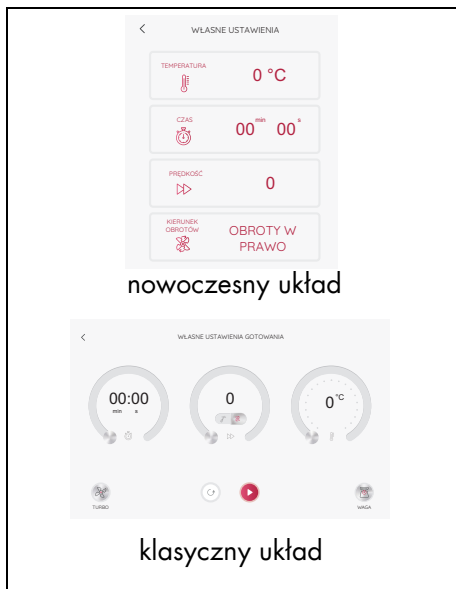 WŁASNE USTAWIENIA
TEMPERATURA
0 °C
CZAS
00 min 00 s
PRĘDKOŚĆ
0
KIERUNEK
OBROTÓW
OBROTY W
PRAWO
nowoczesny układ
WŁASNE USTAWIENIA GOTOWANIA
00:00
min s
0
0 °C
TURBO
WAGA
klasyczny układ